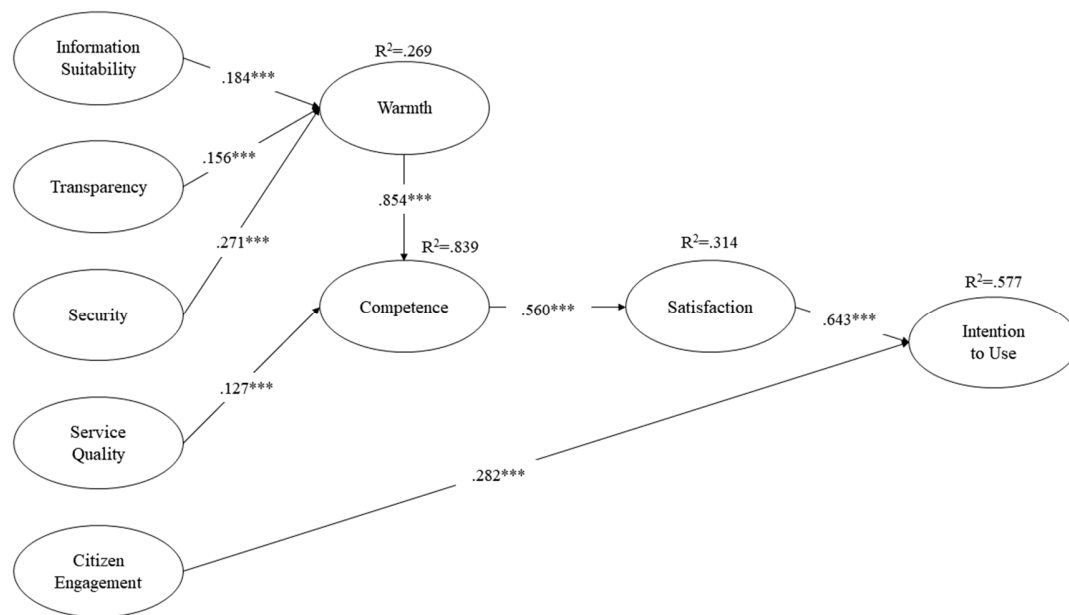 Information
Suitability
R²=.269
.184***
Warmth
.156***
Transparency
.854***
.271***
R²=.839
R²=.314
R²=.577
Security
Competence
.560***
Satisfaction
.643***
Intention
to Use
.127***
Service
Quality
.282***
Citizen
Engagement